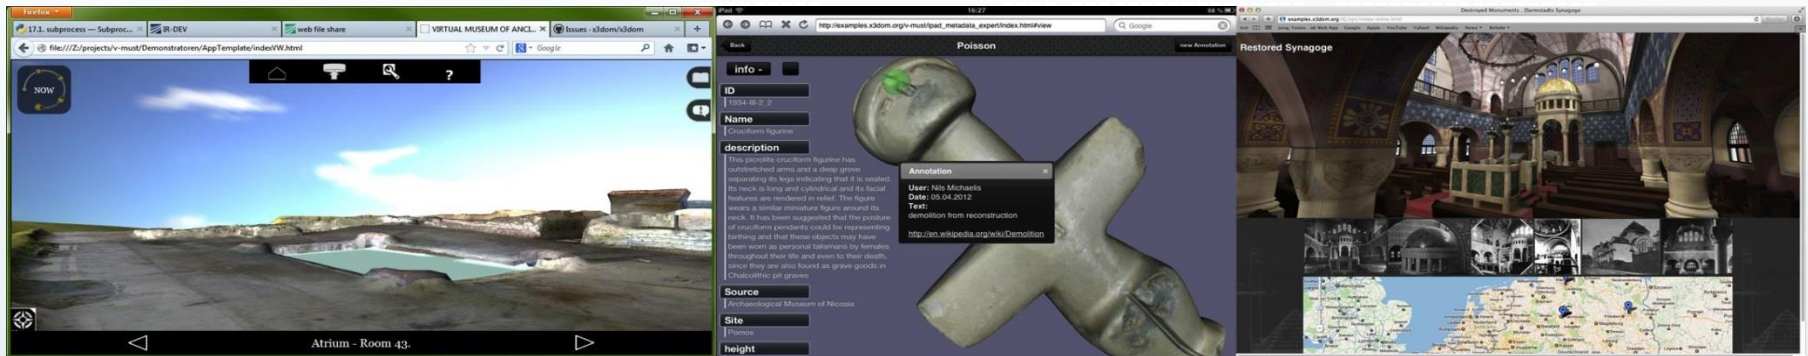 Firefox
17.1. subprocess — Subproc...
IR-DEV
web file share
VIRTUAL MUSEUM OF ANCI...
Issues · x3dom/x3dom
file:///Z:/projects/v-must/Demonstratoren/AppTemplate/indexVW.html
Google
NOW
?
Atrium - Room 43.
iPad
16:27
68 %
http://examples.x3dom.org/v-must/ipad_metadata_expert/index.html#view
Google
Back
Poisson
new Annotation
info -
ID
1934-III-2_2
Name
Cruciform figurine
description
This picrolite cruciform figurine has
outstretched arms and a deep grove
separating its legs indicating that it is seated.
Its neck is long and cylindrical and its facial
features are rendered in relief. The figure
wears a similar miniature figure around its
neck. It has been suggested that the posture
of cruciform pendants could be representing
birthing and that these objects may have
been worn as personal talismans by females
throughout their life and even to their death,
since they are also found as grave goods in
Chalcolithic pit graves
Source
Archaeological Museum of Nicosia
Site
Pomos
height
Annotation
User: Nils Michaelis
Date: 05.04.2012
Text:
demolition from reconstruction
http://en.wikipedia.org/wiki/Demolition
Destroyed Monuments - Darmstadts Synagoge
Restored Synagoge